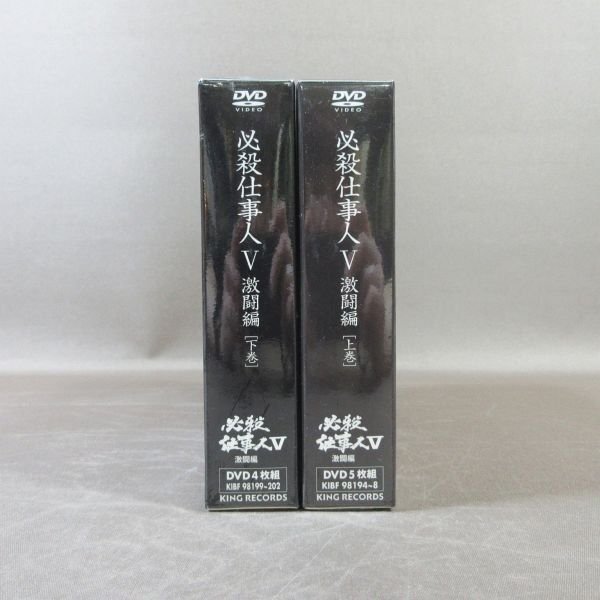 DVD
VIDEO
必殺仕事人V 激闘編 [下巻]
必殺
仕事人V
激闘編
DVD4枚組
KIBF 98199~202
KING RECORDS
DVD
VIDEO
必殺仕事人V 激闘編 [上巻]
必殺
仕事人V
激闘編
DVD5枚組
KIBF 98194~8
KING RECORDS